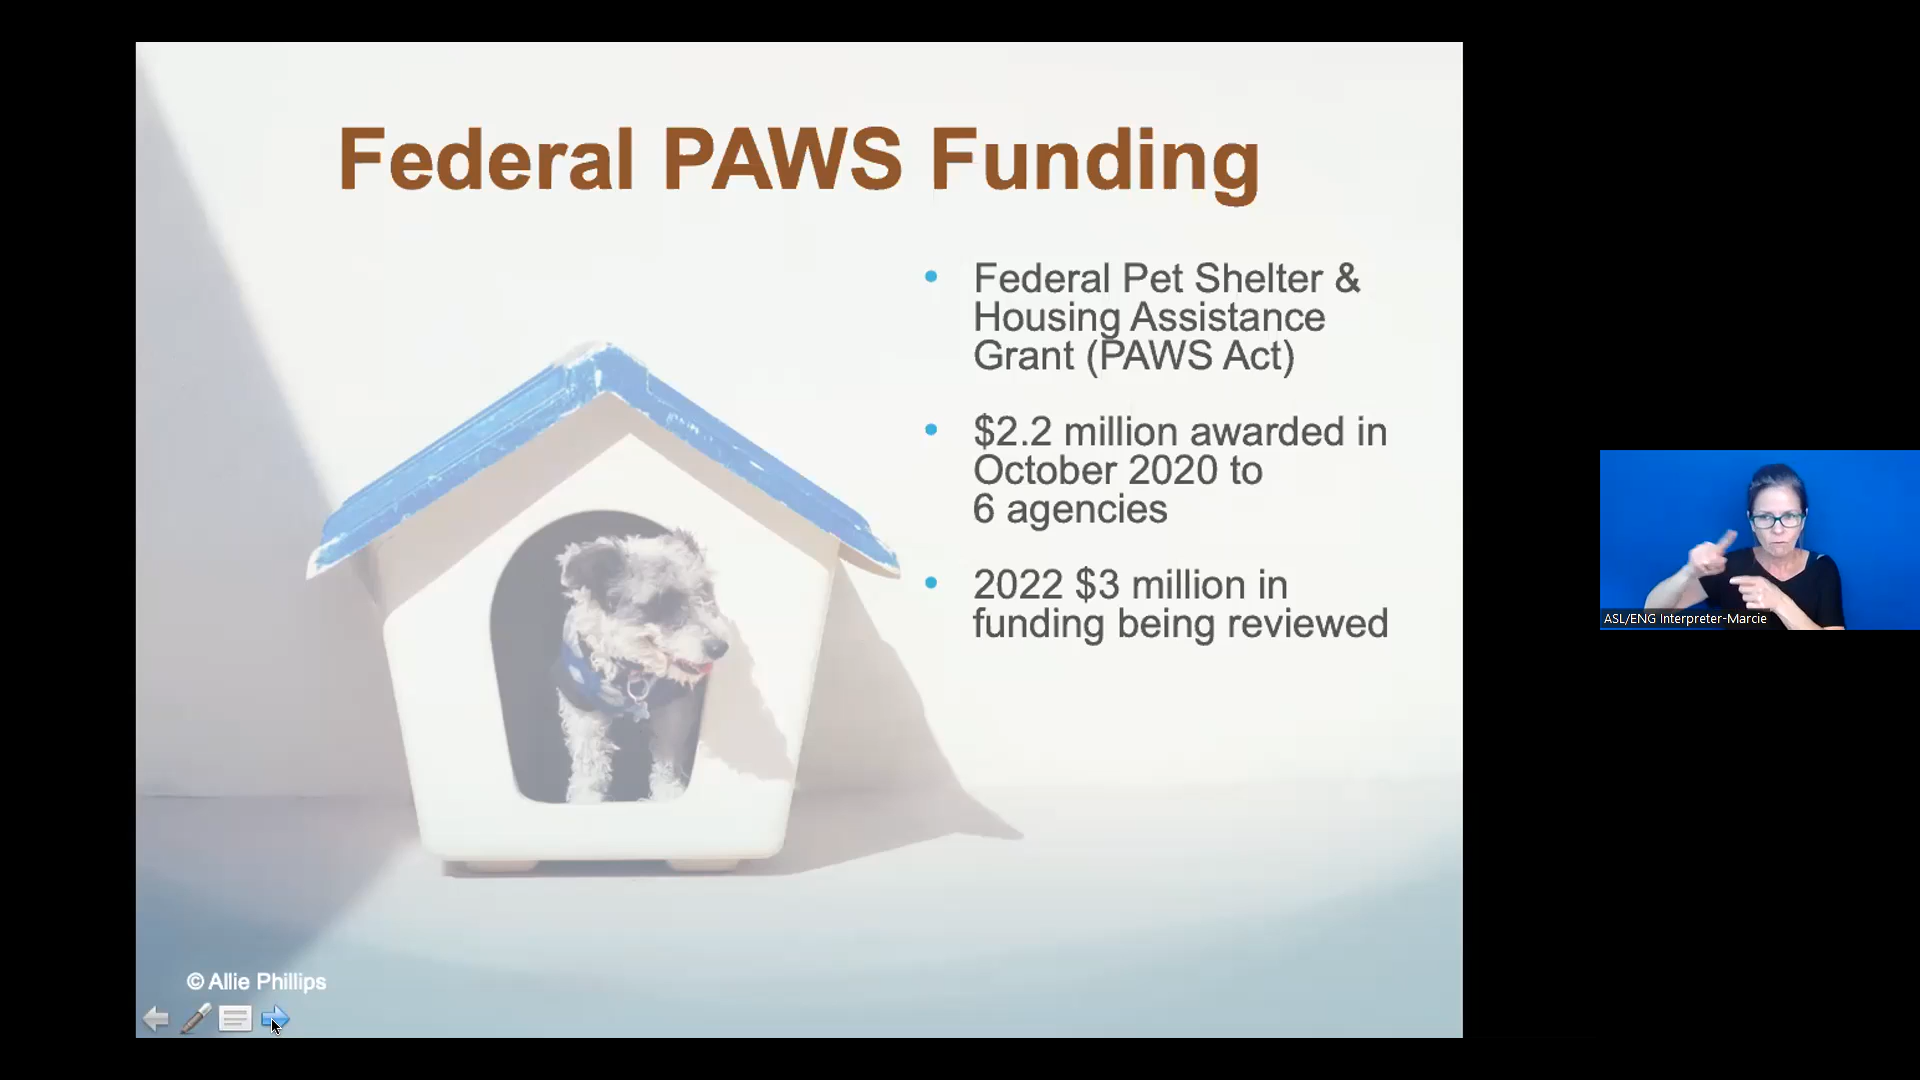 Federal PAWS Funding
• Federal Pet Shelter &
Housing Assistance
Grant (PAWS Act)
• $2.2 million awarded in
October 2020 to
6 agencies
• 2022 $3 million in
funding being reviewed
ASL/ENG Interpreter-Marcie
© Allie Phillips